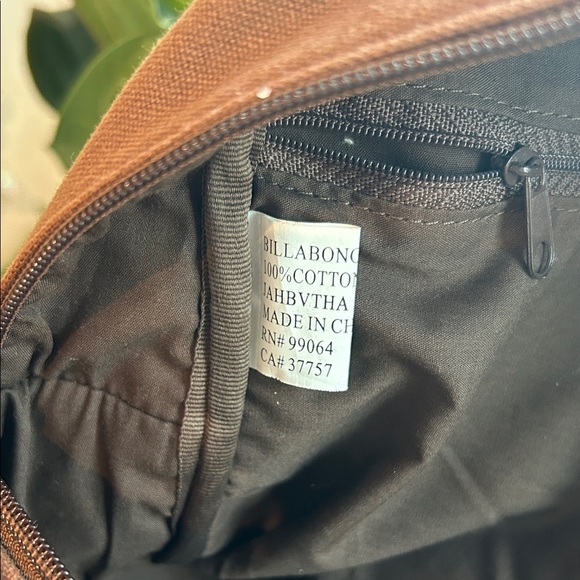 BILLABONG
100%COTTON
JAHBVTHA
MADE IN CH
RN# 99064
CA# 37757